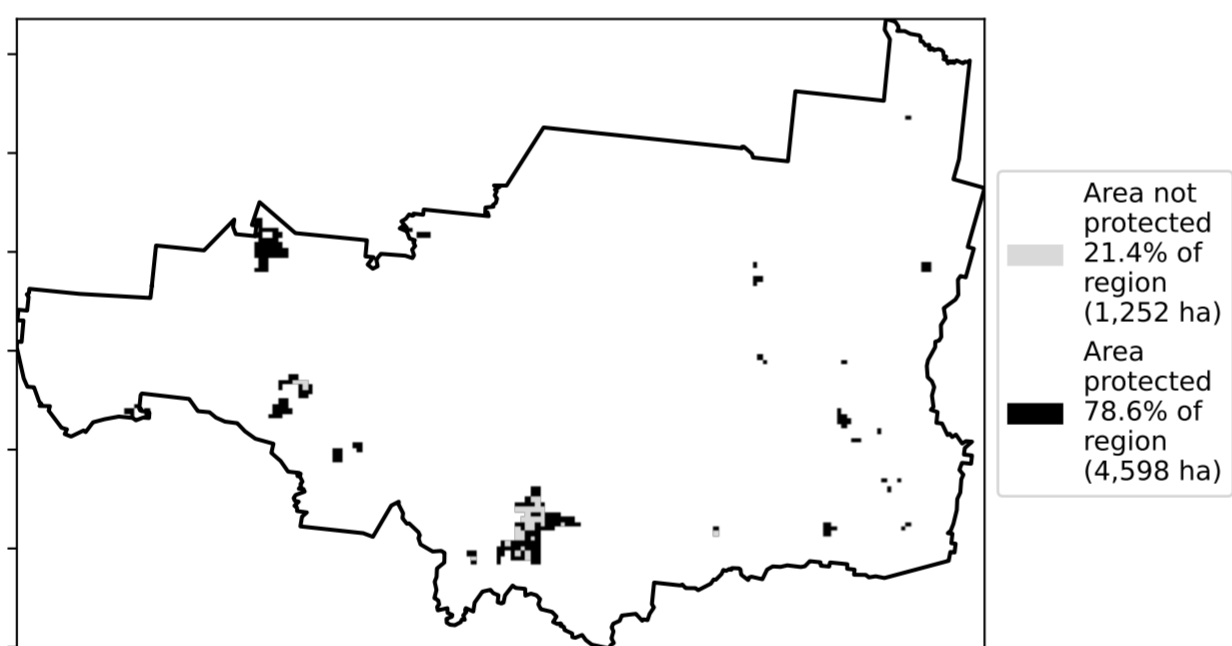 Area not
protected
21.4% of
region
(1,252 ha)
Area
protected
78.6% of
region
(4,598 ha)